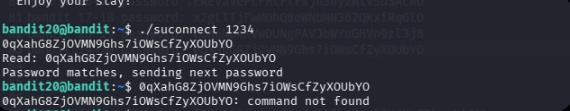 Enjoy your stay!
bandit20@bandit:~$ ./suconnect 1234
0qXahG8ZjOVMN9Ghs7iOWsCfZyXOUbYO
Read: 0qXahG8ZjOVMN9Ghs7iOWsCfZyXOUbYO
Password matches, sending next password
bandit20@bandit:~$ 0qXahG8ZjOVMN9Ghs7iOWsCfZyXOUbYO
0qXahG8ZjOVMN9Ghs7iOWsCfZyXOUbYO: command not found